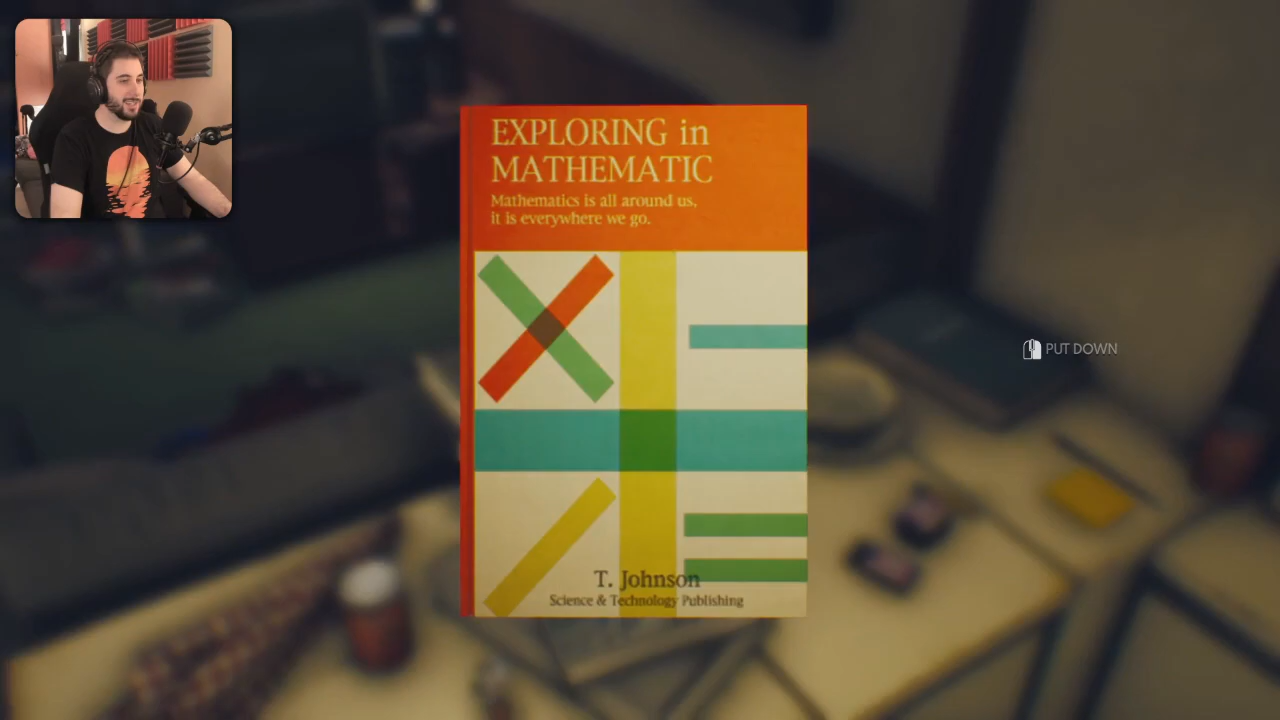 EXPLORING in
MATHEMATIC
Mathematics is all around us,
it is everywhere we go.
PUT DOWN
T. Johnson
Science & Technology Publishing